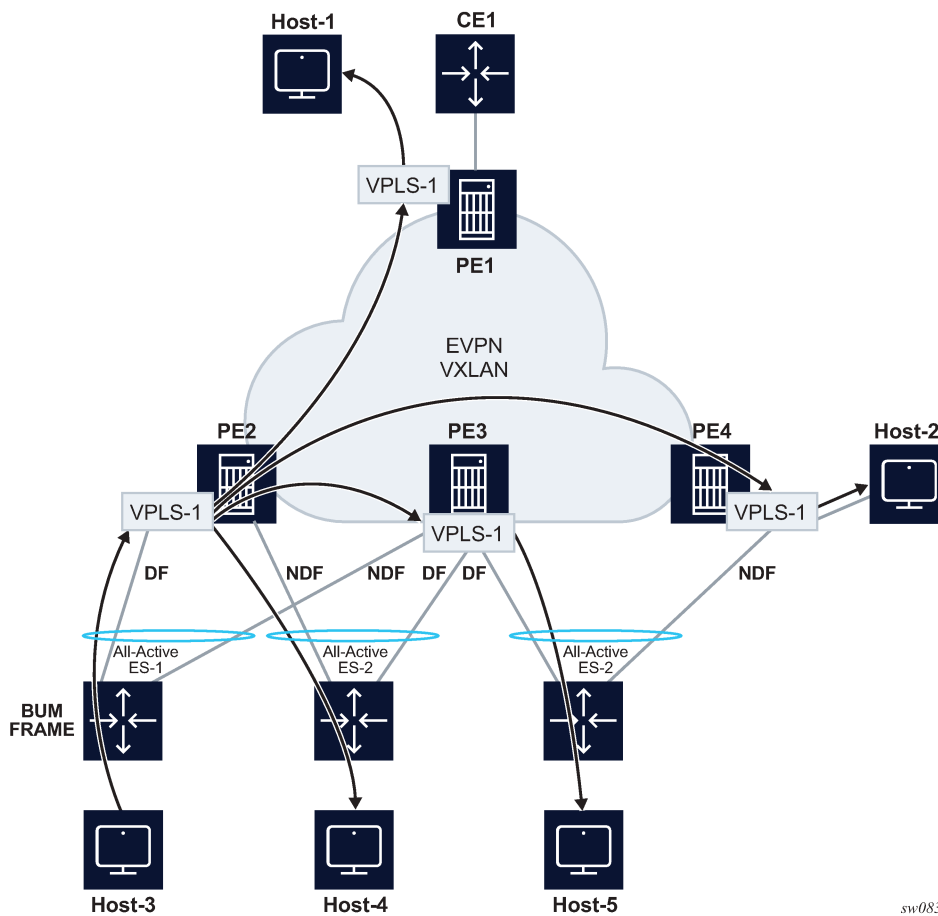 Host-1
CE1
VPLS-1
PE1
EVPN
VXLAN
PE2
PE3
PE4
Host-2
VPLS-1
VPLS-1
VPLS-1
DF
NDF
NDF
DF
DF
NDF
All-Active
ES-1
All-Active
ES-2
All-Active
ES-2
BUM
FRAME
Host-3
Host-4
Host-5